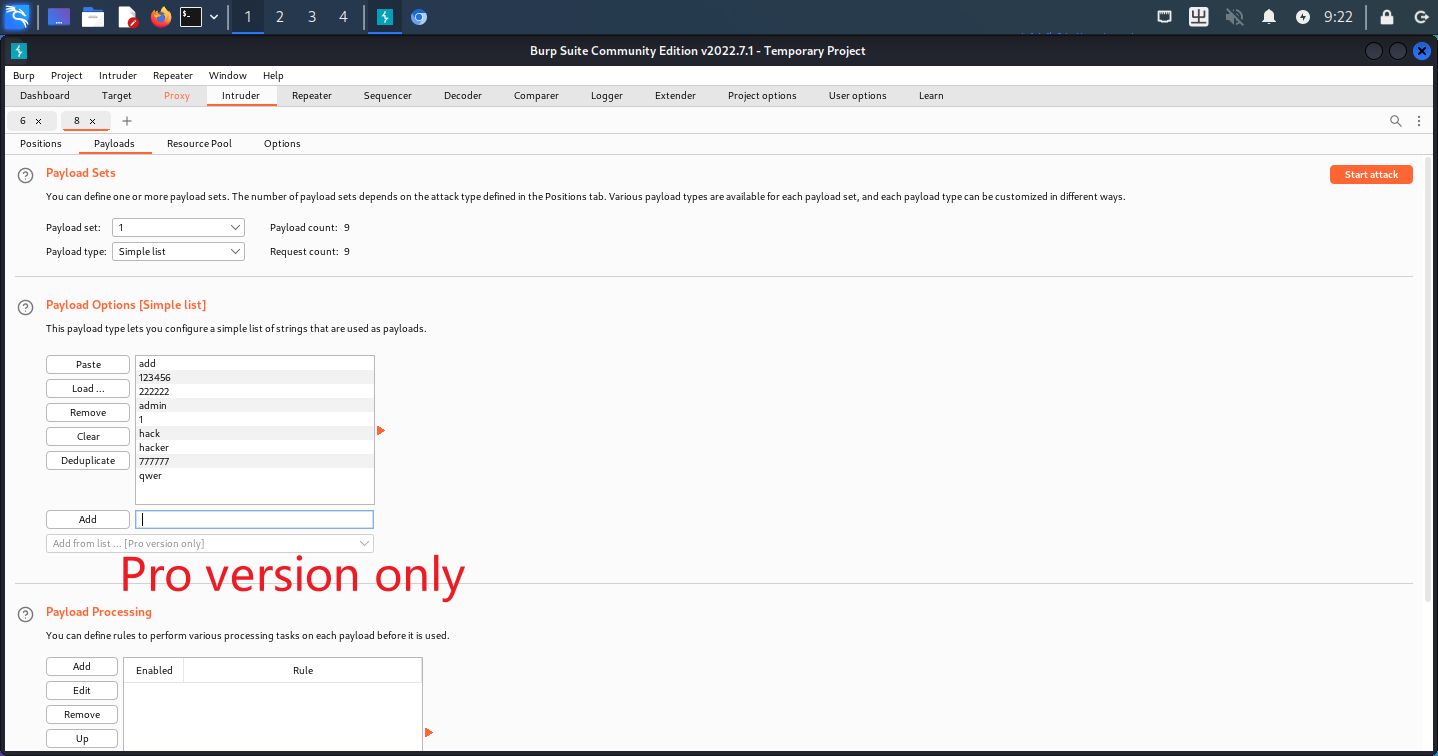 1 2 3 4 9:22
Burp Suite Community Edition v2022.7.1 - Temporary Project
Burp Project Intruder Repeater Window Help
Dashboard Target Proxy Intruder Repeater Sequencer Decoder Comparer Logger Extender Project options User options Learn
6 × 8 × +
Positions Payloads Resource Pool Options
? Payload Sets Start attack
You can define one or more payload sets. The number of payload sets depends on the attack type defined in the Positions tab. Various payload types are available for each payload set, and each payload type can be customized in different ways.
Payload set: 1 Payload count: 9
Payload type: Simple list Request count: 9
? Payload Options [Simple list]
This payload type lets you configure a simple list of strings that are used as payloads.
Paste add
123456
Load ... 222222
admin
Remove 1
Clear hack
hacker
Deduplicate 777777
qwer
Add
Add from list ... [Pro version only]
Pro version only
? Payload Processing
You can define rules to perform various processing tasks on each payload before it is used.
Add Enabled Rule
Edit
Remove
Up